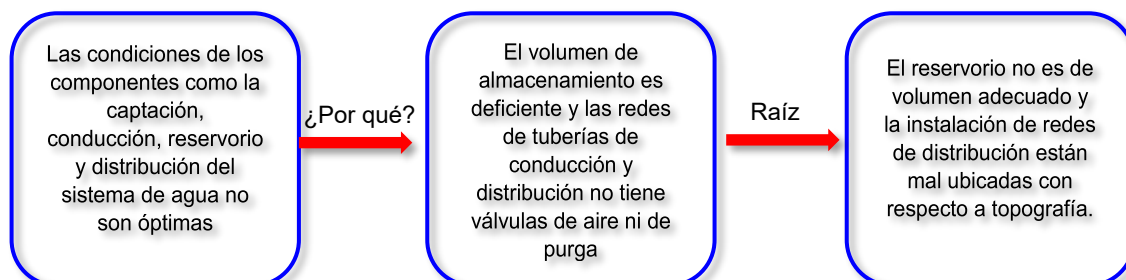 Las condiciones de los
componentes como la
captación,
conducción, reservorio
y distribución del
sistema de agua no
son óptimas
¿Por qué?
El volumen de
almacenamiento es
deficiente y las redes
de tuberías de
conducción y
distribución no tiene
válvulas de aire ni de
purga
Raíz
El reservorio no es de
volumen adecuado y
la instalación de redes
de distribución están
mal ubicadas con
respecto a topografía.